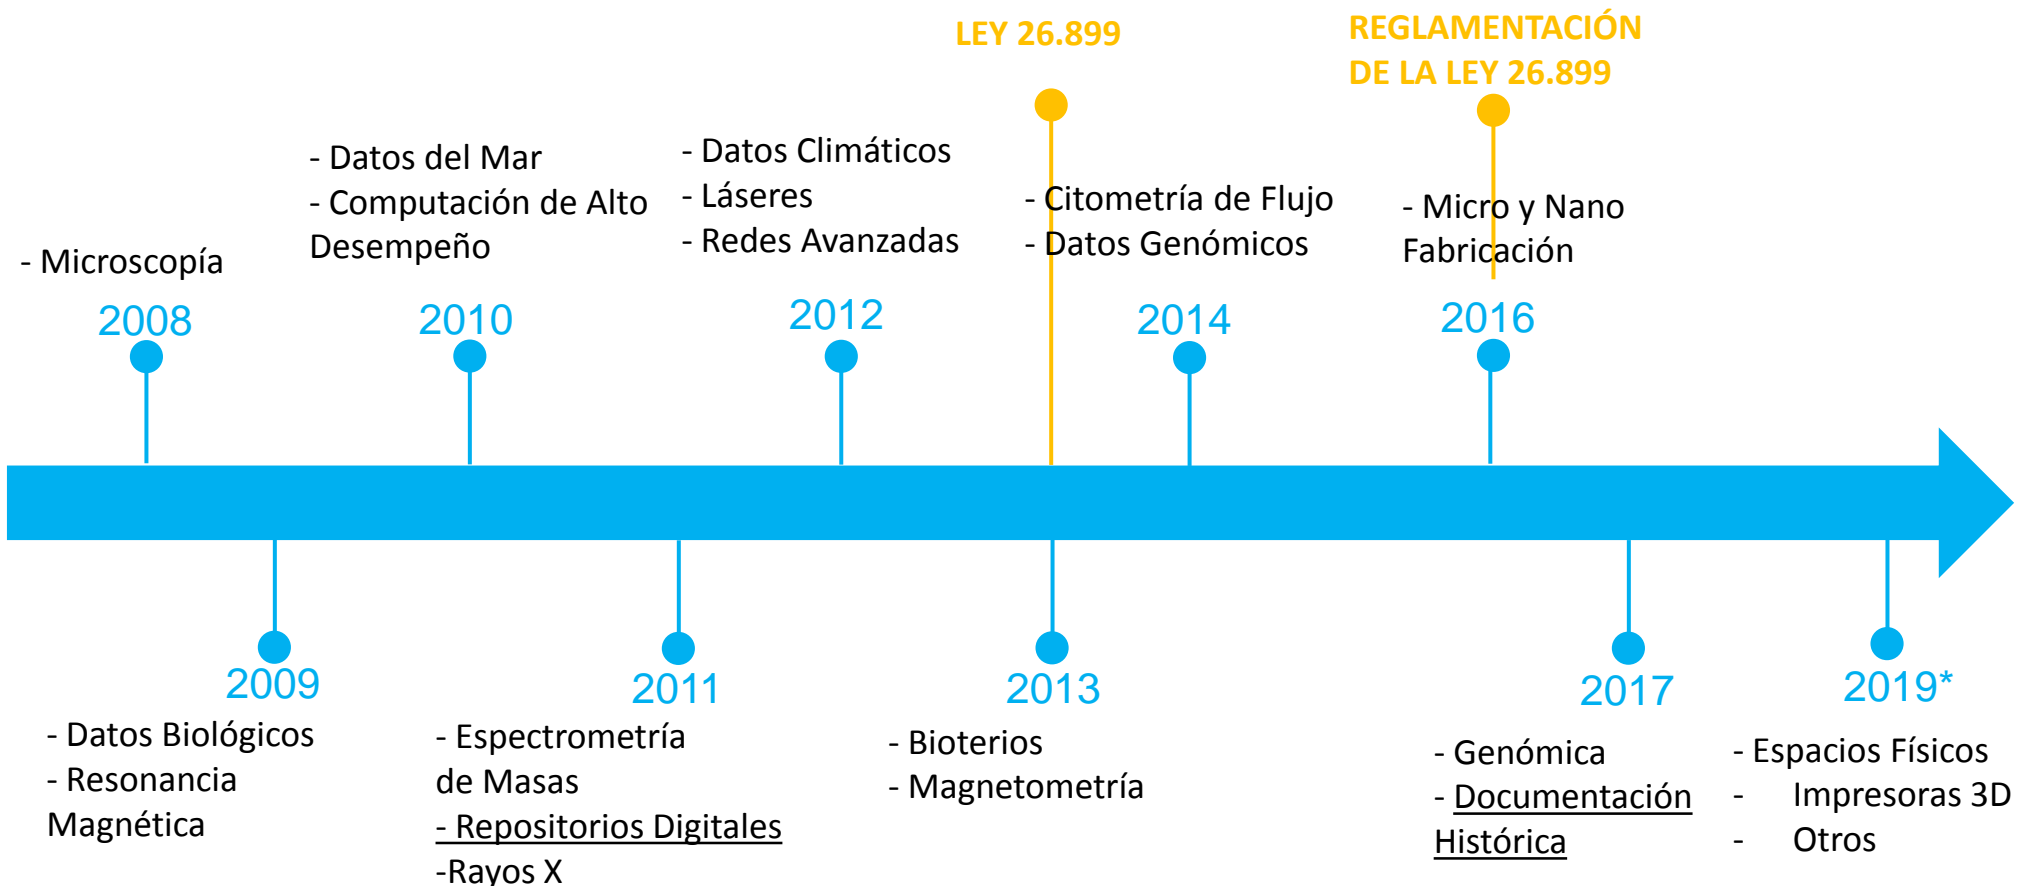 LEY 26.899
REGLAMENTACIÓN
DE LA LEY 26.899
- Microscopía
2008
- Datos del Mar
- Computación de Alto
Desempeño
2010
- Datos Climáticos
- Láseres
- Redes Avanzadas
2012
- Citometría de Flujo
- Datos Genómicos
2014
- Micro y Nano
Fabricación
2016
2009
- Datos Biológicos
- Resonancia
Magnética
2011
- Espectrometría
de Masas
- Repositorios Digitales
-Rayos X
2013
- Bioterios
- Magnetometría
2017
- Genómica
- Documentación
Histórica
2019*
- Espacios Físicos
- Impresoras 3D
- Otros